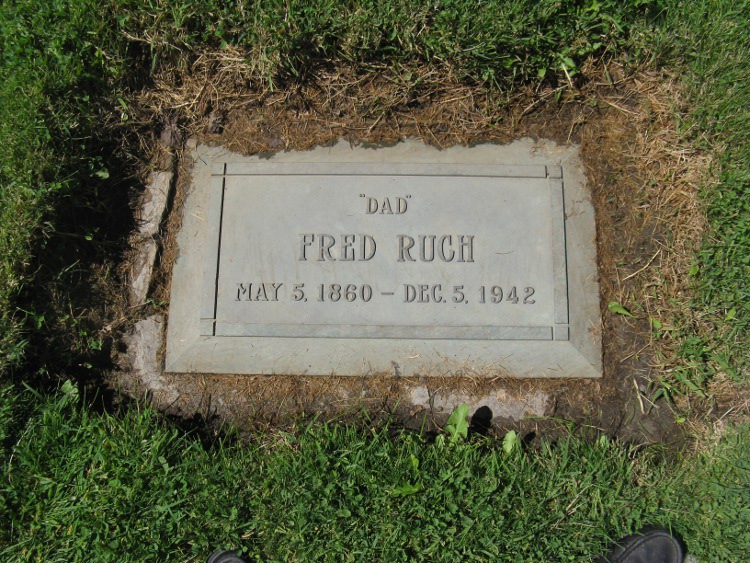 "DAD"
FRED RUCH
MAY 5, 1860 — DEC. 5, 1942